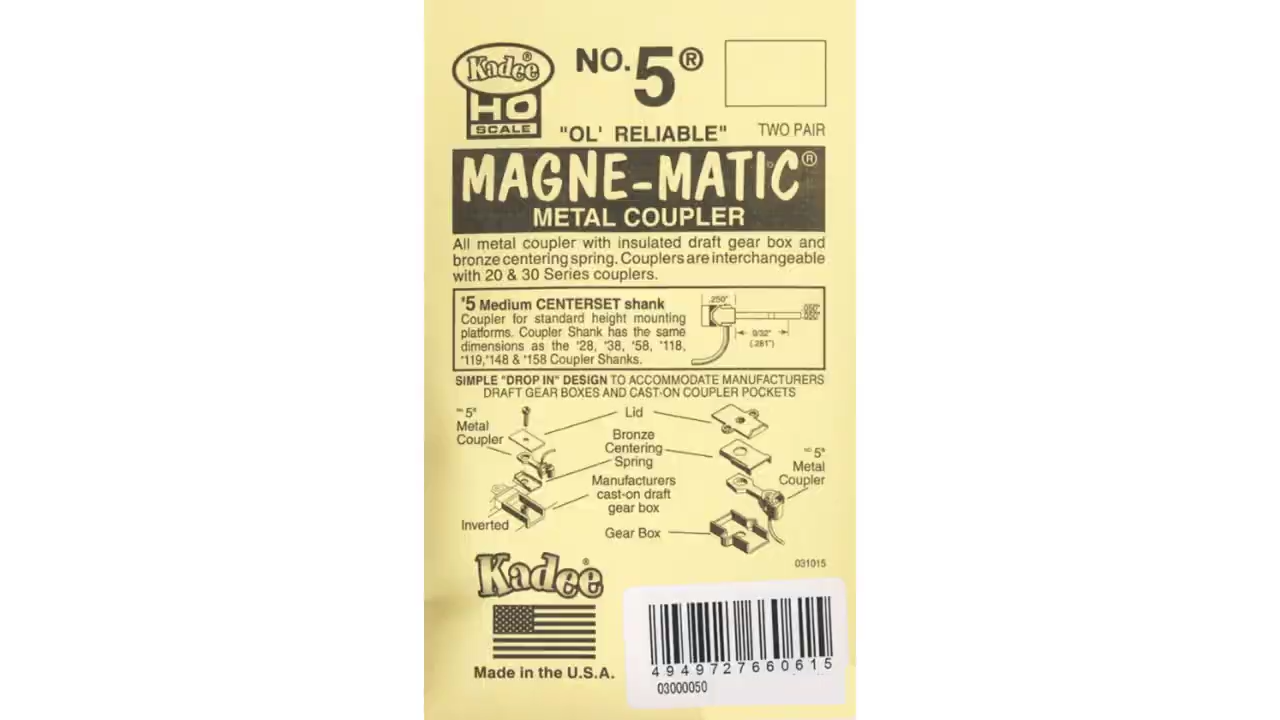 Kadee®
HO
SCALE
NO. 5®
"OL' RELIABLE"
TWO PAIR
MAGNE-MATIC®
METAL COUPLER
All metal coupler with insulated draft gear box and
bronze centering spring. Couplers are interchangeable
with 20 & 30 Series couplers.
#5 Medium CENTERSET shank
Coupler for standard height mounting
platforms. Coupler Shank has the same
dimensions as the #28, #38, #58, #118,
#119, #148 & #158 Coupler Shanks.
.250"
.050"
.020"
9/32"
(.281")
SIMPLE "DROP IN" DESIGN TO ACCOMMODATE MANUFACTURERS
DRAFT GEAR BOXES AND CAST-ON COUPLER POCKETS
NO. 5®
Metal
Coupler
Lid
Bronze
Centering
Spring
Manufacturers
cast-on draft
gear box
Inverted
Gear Box
NO. 5®
Metal
Coupler
031015
Kadee®
Made in the U.S.A.
4949727660615
03000050